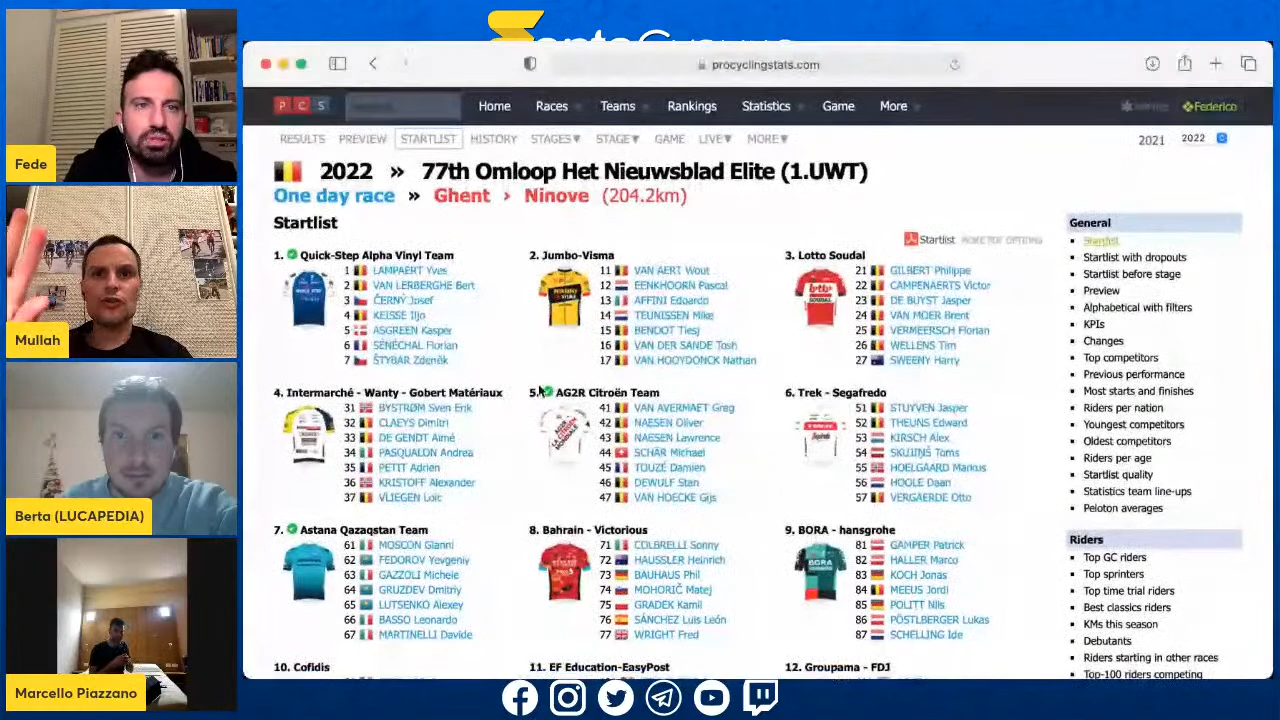 Fede
Mullah
Berta (LUCAPEDIA)
Marcello Piazzano
procyclingstats.com
P C S
Home Races Teams Rankings Statistics Game More
Federico
RESULTS PREVIEW STARTLIST HISTORY STAGES▼ STAGE▼ GAME LIVE▼ MORE▼
2021 2022
2022 » 77th Omloop Het Nieuwsblad Elite (1.UWT)
One day race » Ghent › Ninove (204.2km)
Startlist
Startlist MORE PDF OPTIONS
1. Quick-Step Alpha Vinyl Team
1 LAMPAERT Yves
2 VAN LERBERGHE Bert
3 ČERNÝ Josef
4 KEISSE Iljo
5 ASGREEN Kasper
6 SÉNÉCHAL Florian
7 ŠTYBAR Zdeněk
2. Jumbo-Visma
11 VAN AERT Wout
12 EENKHOORN Pascal
13 AFFINI Edoardo
14 TEUNISSEN Mike
15 BENOOT Tiesj
16 VAN DER SANDE Tosh
17 VAN HOOYDONCK Nathan
3. Lotto Soudal
21 GILBERT Philippe
22 CAMPENAERTS Victor
23 DE BUYST Jasper
24 VAN MOER Brent
25 VERMEERSCH Florian
26 WELLENS Tim
27 SWEENY Harry
4. Intermarché - Wanty - Gobert Matériaux
31 BYSTRØM Sven Erik
32 CLAEYS Dimitri
33 DE GENDT Aimé
34 PASQUALON Andrea
35 PETIT Adrien
36 KRISTOFF Alexander
37 VLIEGEN Loïc
5. AG2R Citroën Team
41 VAN AVERMAET Greg
42 NAESEN Oliver
43 NAESEN Lawrence
44 SCHÄR Michael
45 TOUZÉ Damien
46 DEWULF Stan
47 VAN HOECKE Gijs
6. Trek - Segafredo
51 STUYVEN Jasper
52 THEUNS Edward
53 KIRSCH Alex
54 SKUJIŅŠ Toms
55 HOELGAARD Markus
56 HOOLE Daan
57 VERGAERDE Otto
7. Astana Qazaqstan Team
61 MOSCON Gianni
62 FEDOROV Yevgeniy
63 GAZZOLI Michele
64 GRUZDEV Dmitriy
65 LUTSENKO Alexey
66 BASSO Leonardo
67 MARTINELLI Davide
8. Bahrain - Victorious
71 COLBRELLI Sonny
72 HAUSSLER Heinrich
73 BAUHAUS Phil
74 MOHORIČ Matej
75 GRADEK Kamil
76 SÁNCHEZ Luis León
77 WRIGHT Fred
9. BORA - hansgrohe
81 GAMPER Patrick
82 HALLER Marco
83 KOCH Jonas
84 MEEUS Jordi
85 POLITT Nils
86 PÖSTLBERGER Lukas
87 SCHELLING Ide
10. Cofidis
11. EF Education-EasyPost
12. Groupama - FDJ
General
Startlist
Startlist with dropouts
Startlist before stage
Preview
Alphabetical with filters
KPIs
Changes
Top competitors
Previous performance
Most starts and finishes
Riders per nation
Youngest competitors
Oldest competitors
Riders per age
Startlist quality
Statistics team line-ups
Peloton averages
Riders
Top GC riders
Top sprinters
Top time trial riders
Best classics riders
KMs this season
Debutants
Riders starting in other races
Top-100 riders competing